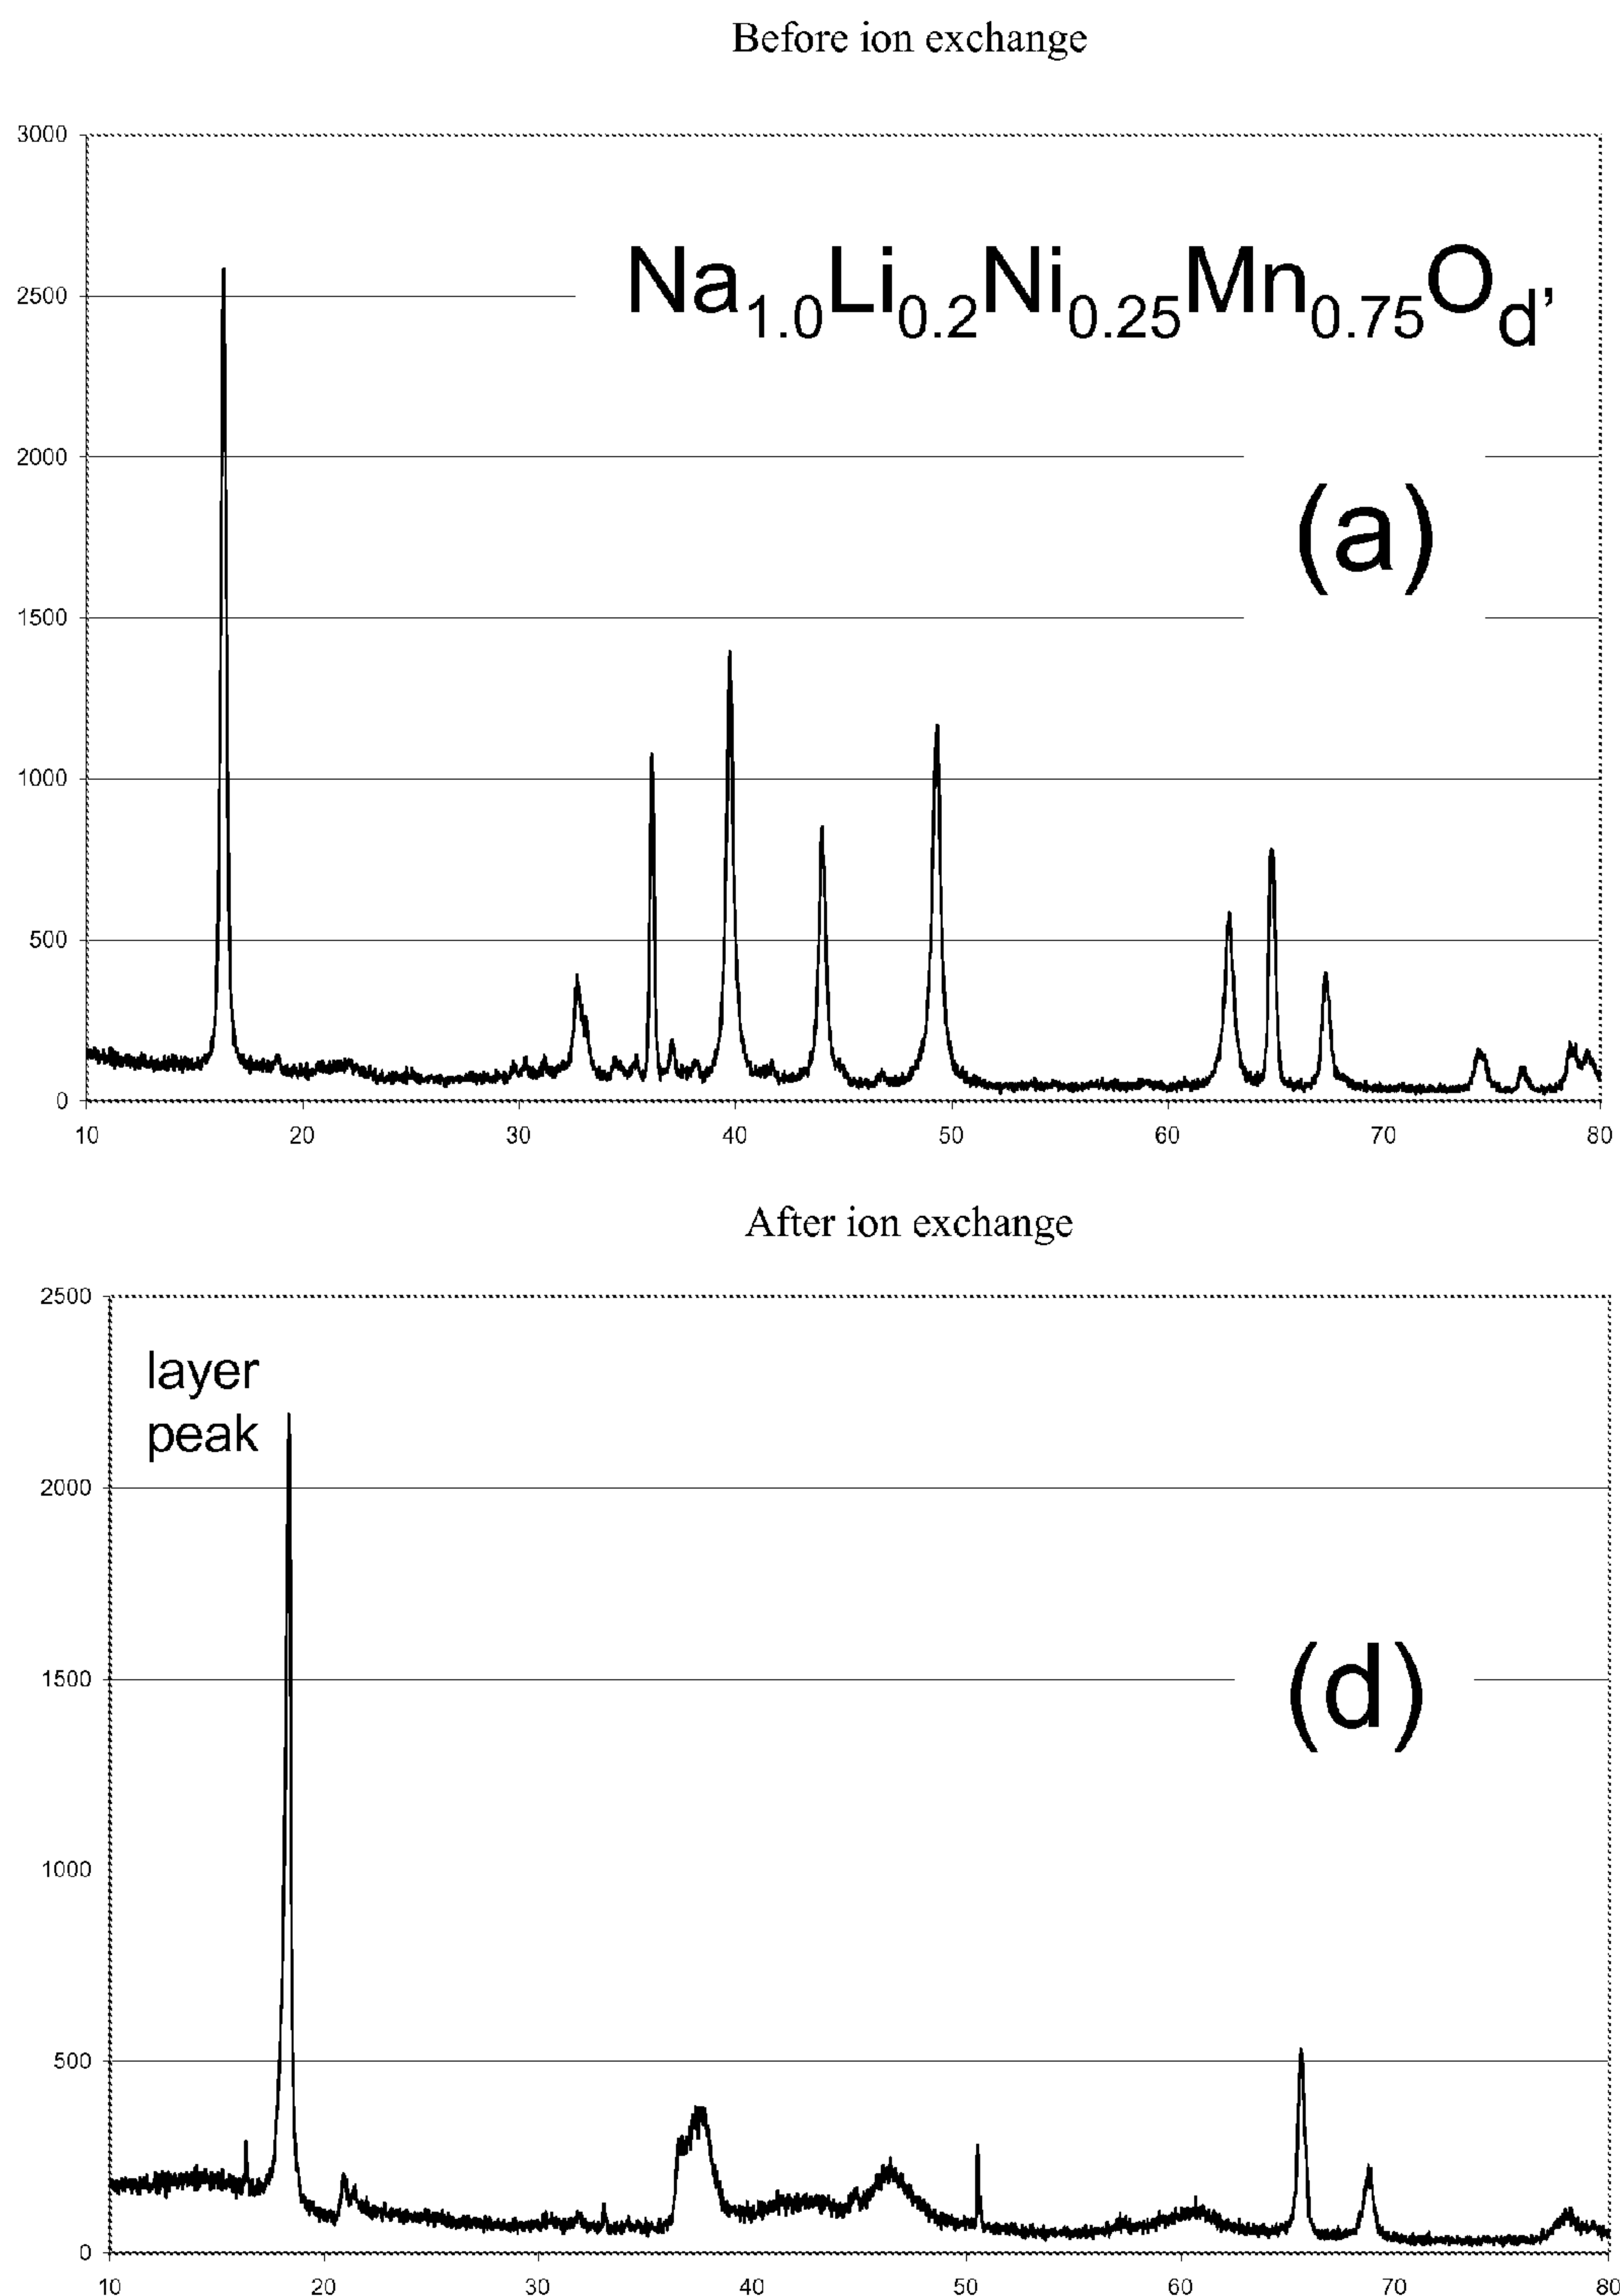 Before ion exchange
3000
2500
Na1.0Li0.2Ni0.25Mn0.75Od'
2000
(a)
1500
1000
500
0
10 20 30 40 50 60 70 80
After ion exchange
2500
layer
peak
2000
1500
(d)
1000
500
0
10 20 30 40 50 60 70 80